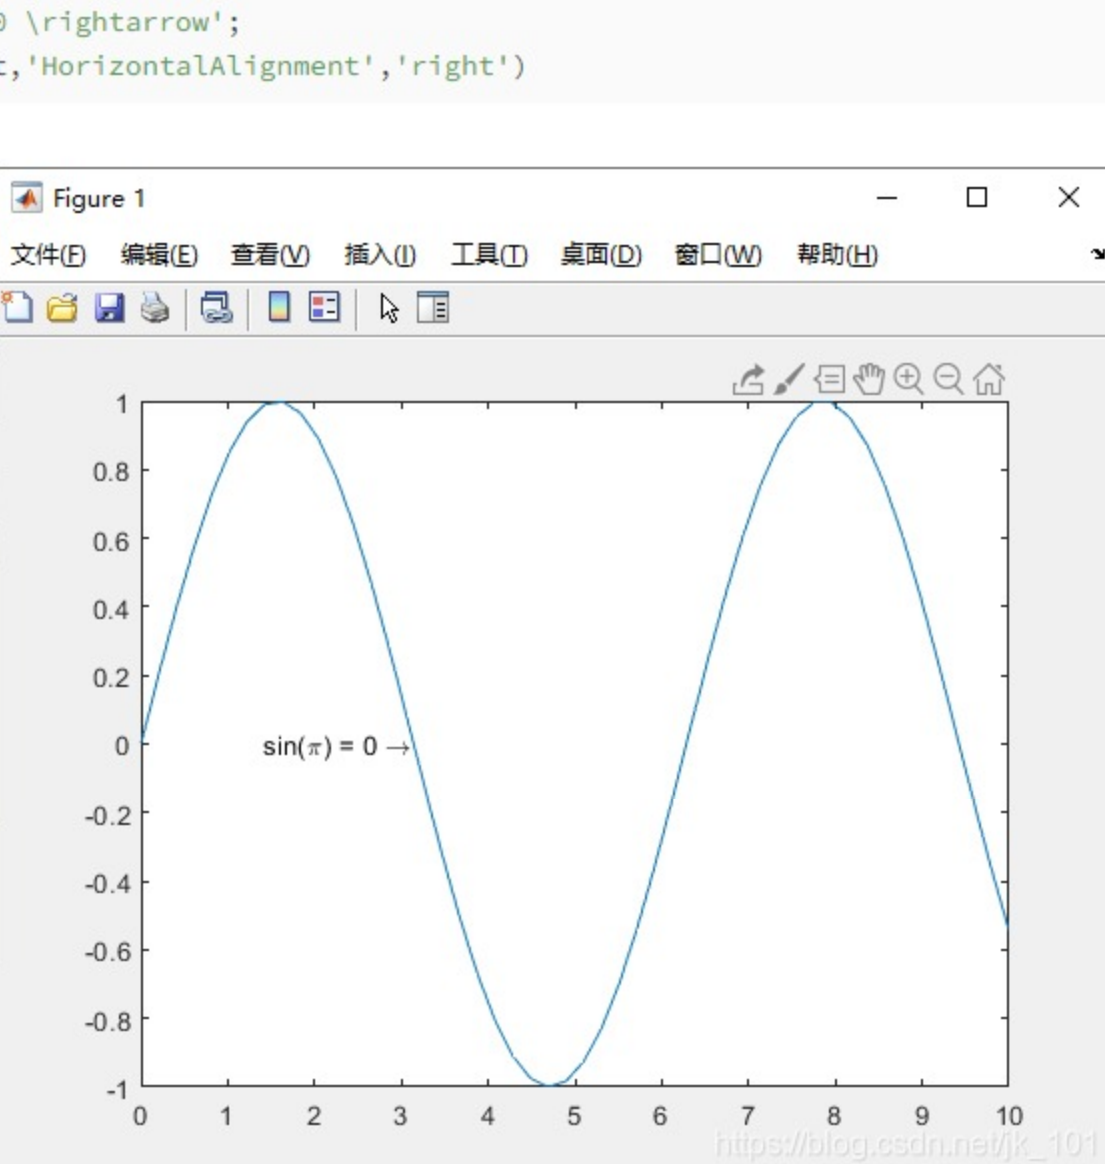 0 \rightarrow';
t,'HorizontalAlignment','right')
Figure 1
文件(F) 编辑(E) 查看(V) 插入(I) 工具(T) 桌面(D) 窗口(W) 帮助(H)
1
0.8
0.6
0.4
0.2
0
-0.2
-0.4
-0.6
-0.8
-1
sin(π) = 0 →
0 1 2 3 4 5 6 7 8 9 10
https://blog.csdn.net/jk_101